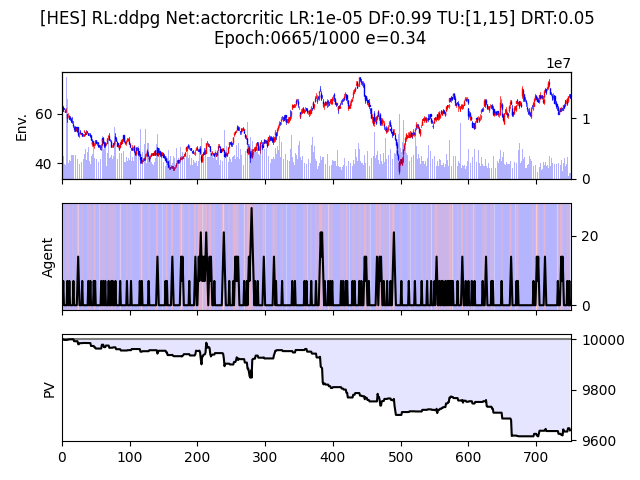 [HES] RL:ddpg Net:actorcritic LR:1e-05 DF:0.99 TU:[1,15] DRT:0.05
Epoch:0665/1000 e=0.34
1e7
60
40
Env.
1
0
Agent
20
0
PV
10000
9800
9600
0 100 200 300 400 500 600 700